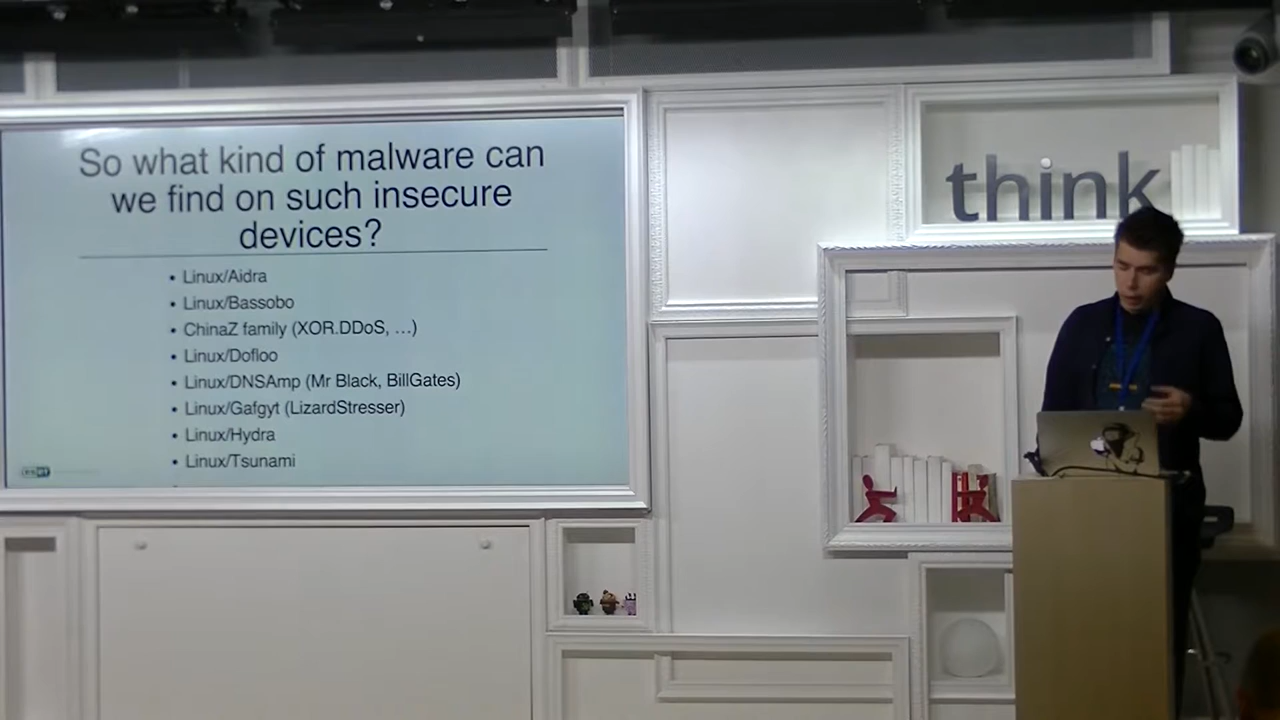 So what kind of malware can
we find on such insecure
devices?
• Linux/Aidra
• Linux/Bassobo
• ChinaZ family (XOR.DDoS, …)
• Linux/Dofloo
• Linux/DNSAmp (Mr Black, BillGates)
• Linux/Gafgyt (LizardStresser)
• Linux/Hydra
• Linux/Tsunami
eset
think